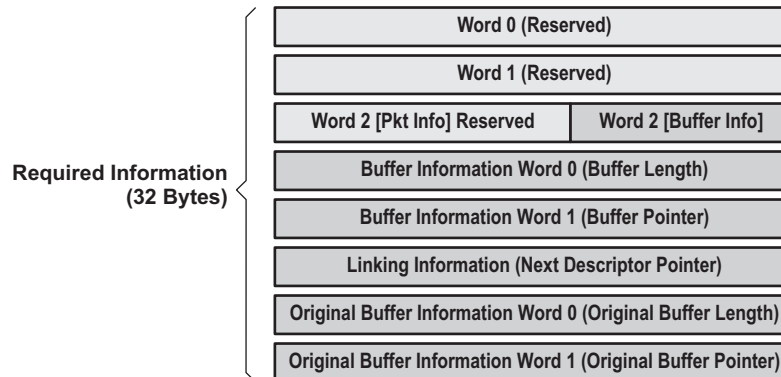 Word 0 (Reserved)
Word 1 (Reserved)
Word 2 [Pkt Info] Reserved
Word 2 [Buffer Info]
Required Information
(32 Bytes)
Buffer Information Word 0 (Buffer Length)
Buffer Information Word 1 (Buffer Pointer)
Linking Information (Next Descriptor Pointer)
Original Buffer Information Word 0 (Original Buffer Length)
Original Buffer Information Word 1 (Original Buffer Pointer)